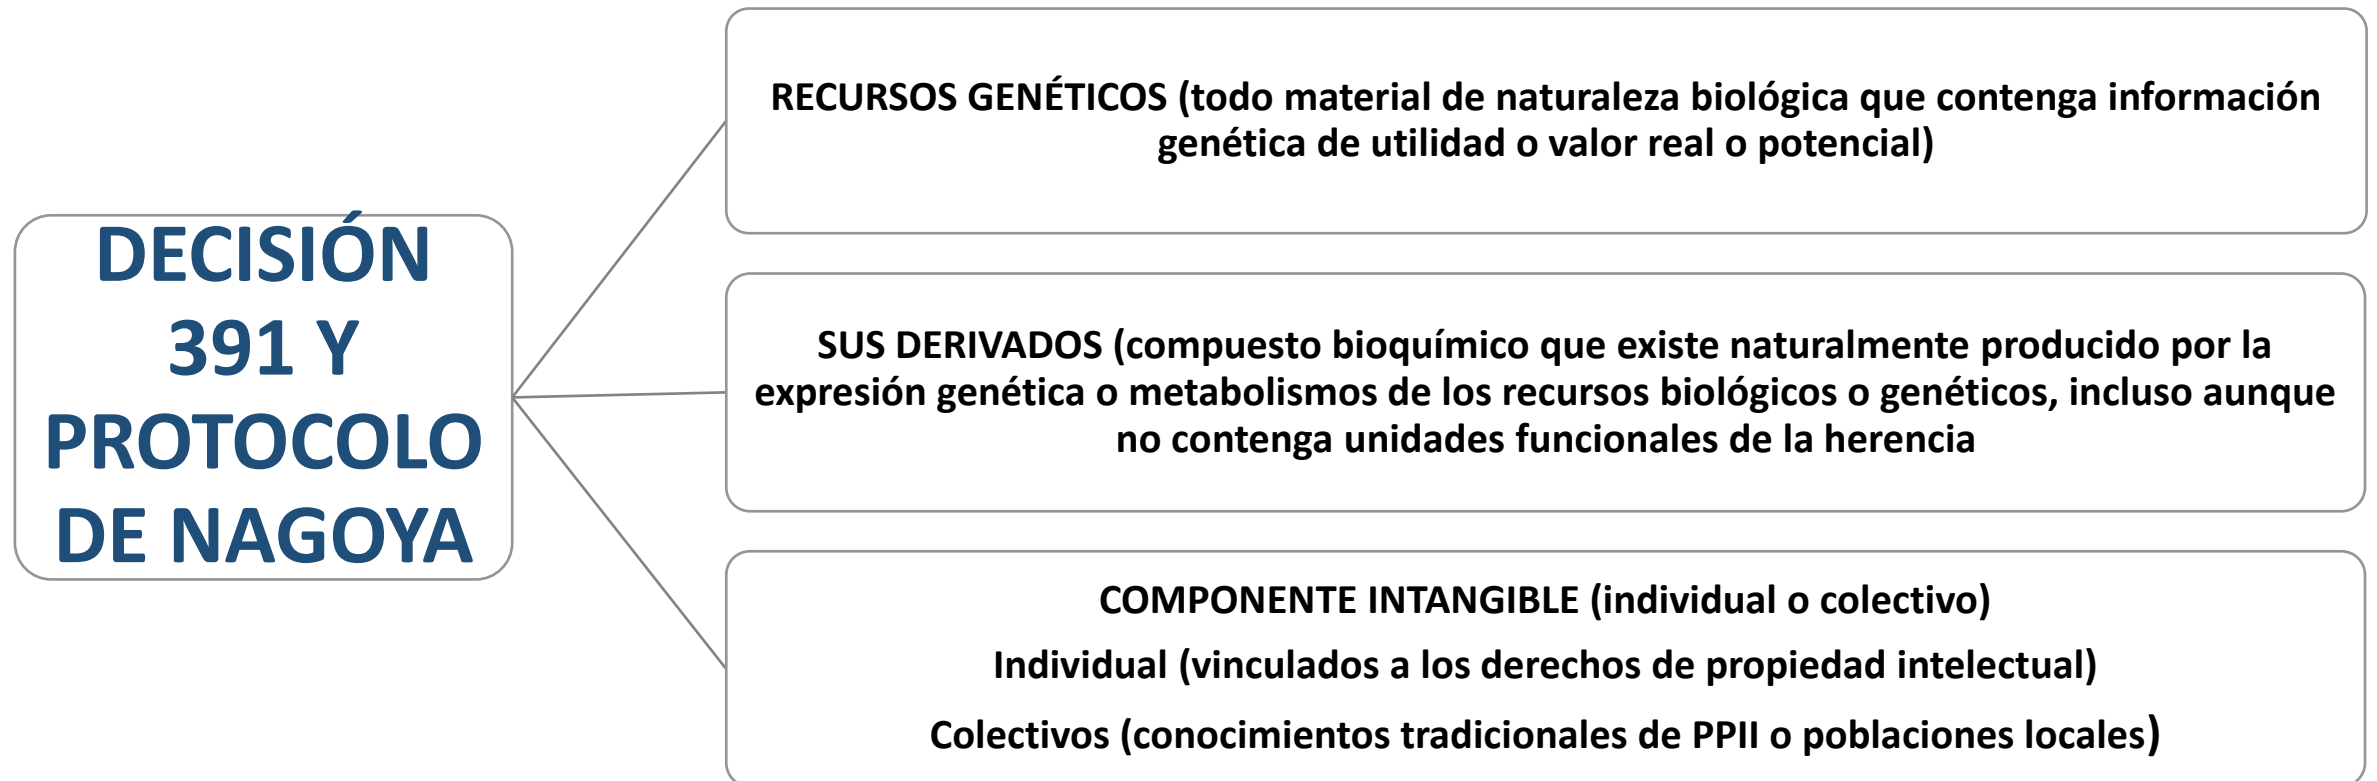 DECISIÓN
391 Y
PROTOCOLO
DE NAGOYA
RECURSOS GENÉTICOS (todo material de naturaleza biológica que contenga información
genética de utilidad o valor real o potencial)
SUS DERIVADOS (compuesto bioquímico que existe naturalmente producido por la
expresión genética o metabolismos de los recursos biológicos o genéticos, incluso aunque
no contenga unidades funcionales de la herencia
COMPONENTE INTANGIBLE (individual o colectivo)
Individual (vinculados a los derechos de propiedad intelectual)
Colectivos (conocimientos tradicionales de PPII o poblaciones locales)